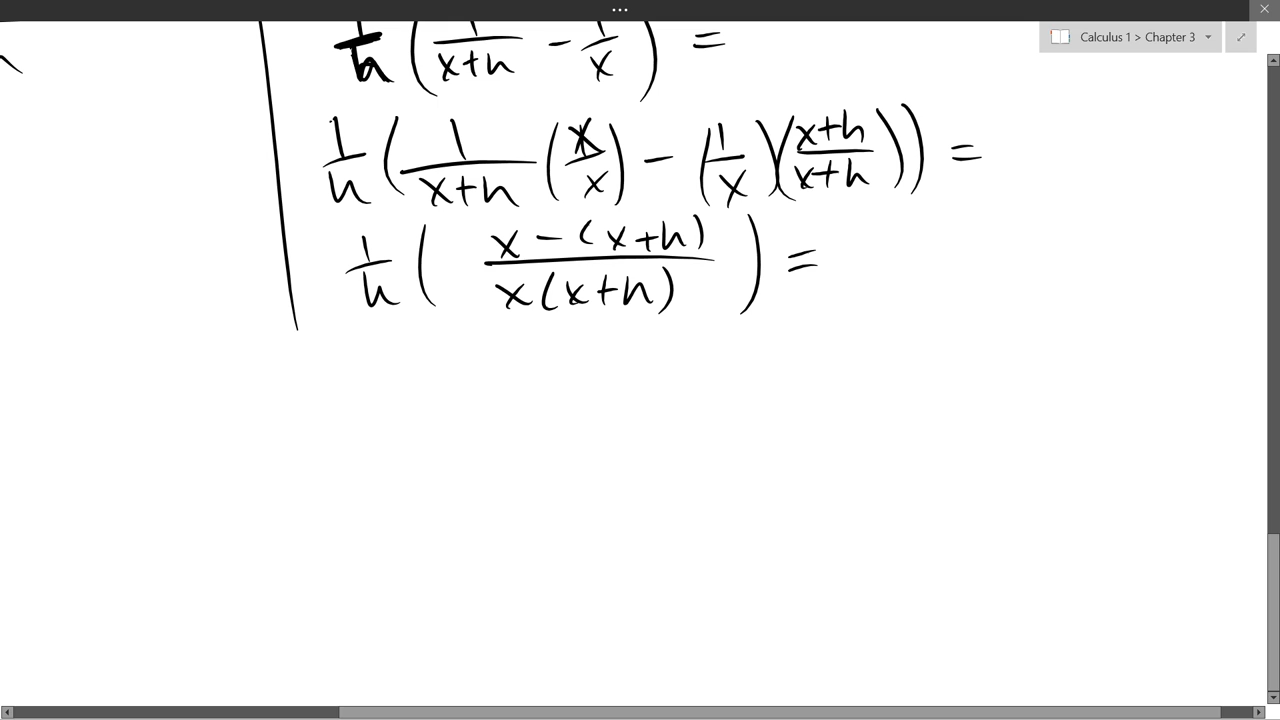 Calculus 1 > Chapter 3
1/h ( 1/(x+h) - 1/x ) =
1/h ( 1/(x+h) (x/x) - (1/x)((x+h)/(x+h)) ) =
1/h ( (x-(x+h))/(x(x+h)) ) =